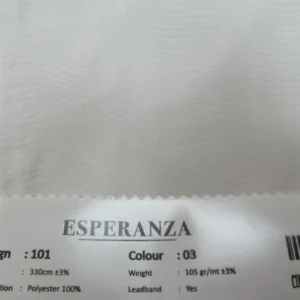 ESPERANZA
gn : 101 Colour : 03
: 330cm ±3% Weight : 105 gr/mt ±3%
tion : Polyester 100% Leadband : Yes